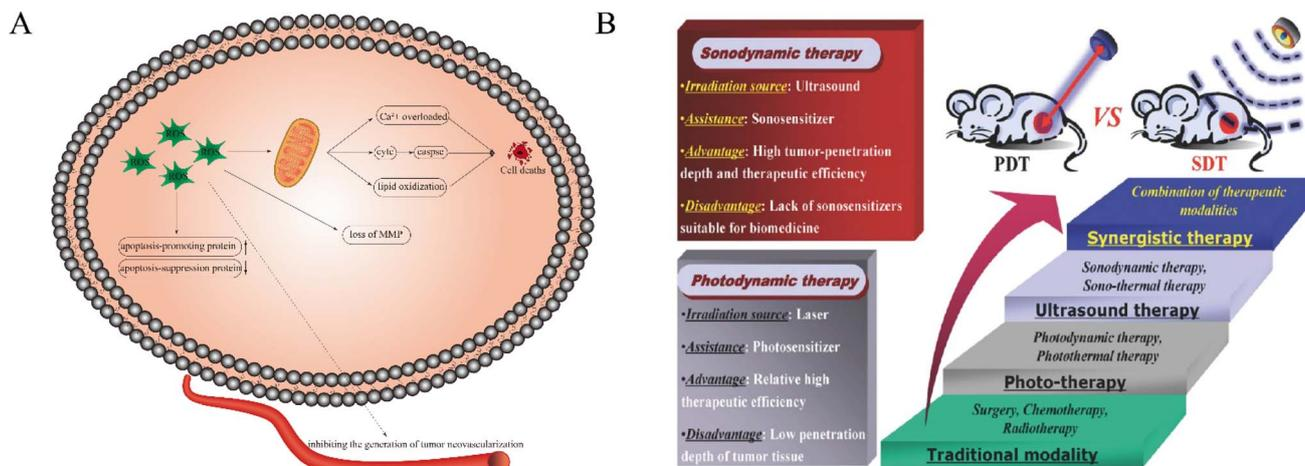 A
ROS
ROS
ROS
ROS
Ca²⁺ overloaded
cytc
caspse
lipid oxidization
Cell deaths
loss of MMP
apoptosis-promoting protein
apoptosis-suppression protein
inhibiting the generation of tumor neovascularization
B
Sonodynamic therapy
•Irradiation source: Ultrasound
•Assistance: Sonosensitizer
•Advantage: High tumor-penetration
depth and therapeutic efficiency
•Disadvantage: Lack of sonosensitizers
suitable for biomedicine
Photodynamic therapy
•Irradiation source: Laser
•Assistance: Photosensitizer
•Advantage: Relative high
therapeutic efficiency
•Disadvantage: Low penetration
depth of tumor tissue
PDT
VS
SDT
Combination of therapeutic
modalities
Synergistic therapy
Sonodynamic therapy,
Sono-thermal therapy
Ultrasound therapy
Photodynamic therapy,
Photothermal therapy
Photo-therapy
Surgery, Chemotherapy,
Radiotherapy
Traditional modality